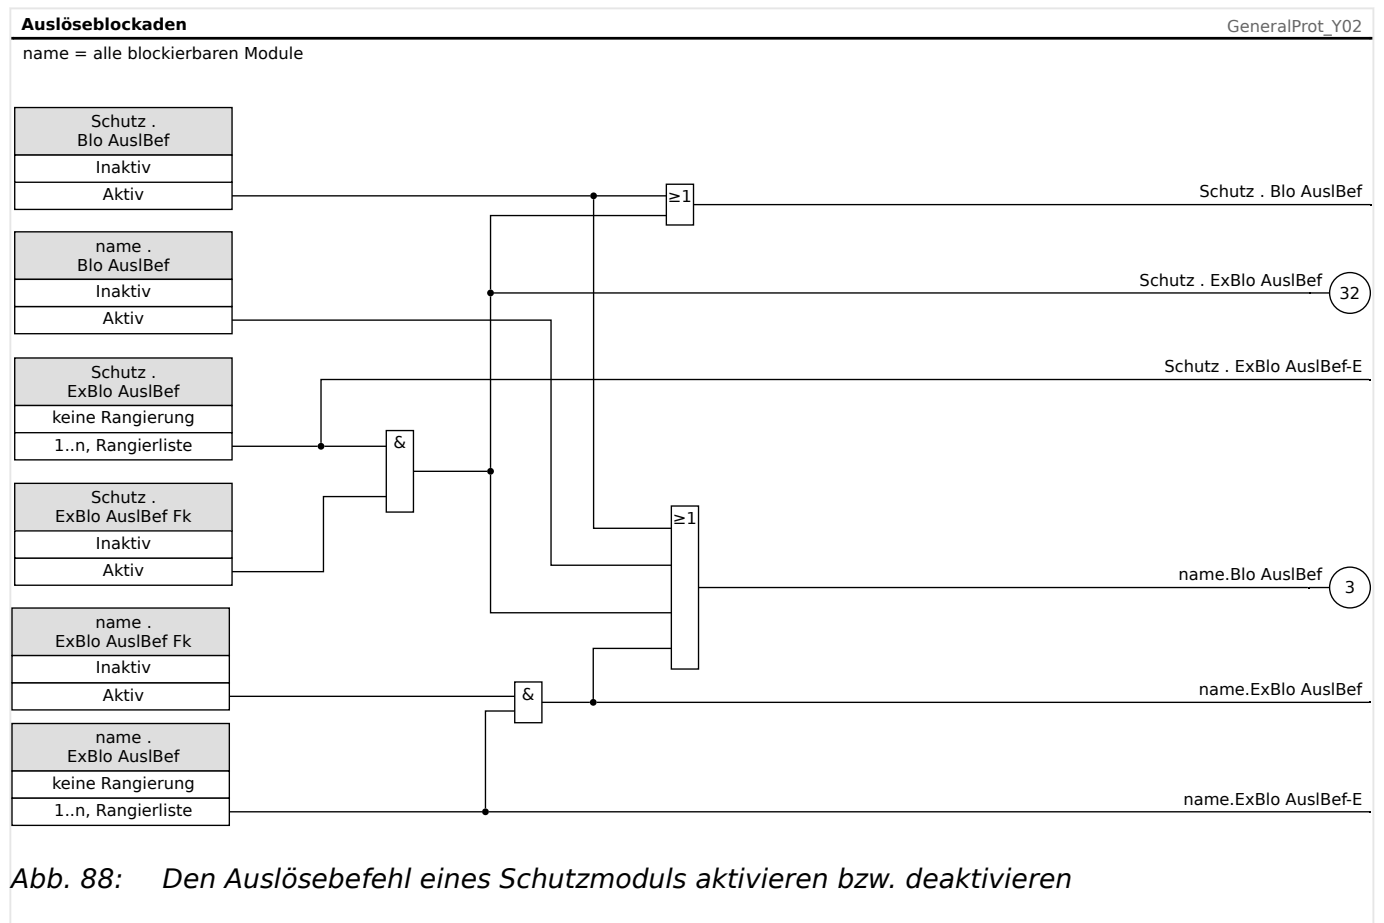 Auslöseblockaden
GeneralProt_Y02
name = alle blockierbaren Module
Schutz .
Blo AuslBef
Inaktiv
Aktiv
name .
Blo AuslBef
Inaktiv
Aktiv
Schutz .
ExBlo AuslBef
keine Rangierung
1..n, Rangierliste
Schutz .
ExBlo AuslBef Fk
Inaktiv
Aktiv
name .
ExBlo AuslBef Fk
Inaktiv
Aktiv
name .
ExBlo AuslBef
keine Rangierung
1..n, Rangierliste
&
&
≥1
≥1
Schutz . Blo AuslBef
Schutz . ExBlo AuslBef
32
Schutz . ExBlo AuslBef-E
name.Blo AuslBef
3
name.ExBlo AuslBef
name.ExBlo AuslBef-E
Abb. 88: Den Auslösebefehl eines Schutzmoduls aktivieren bzw. deaktivieren